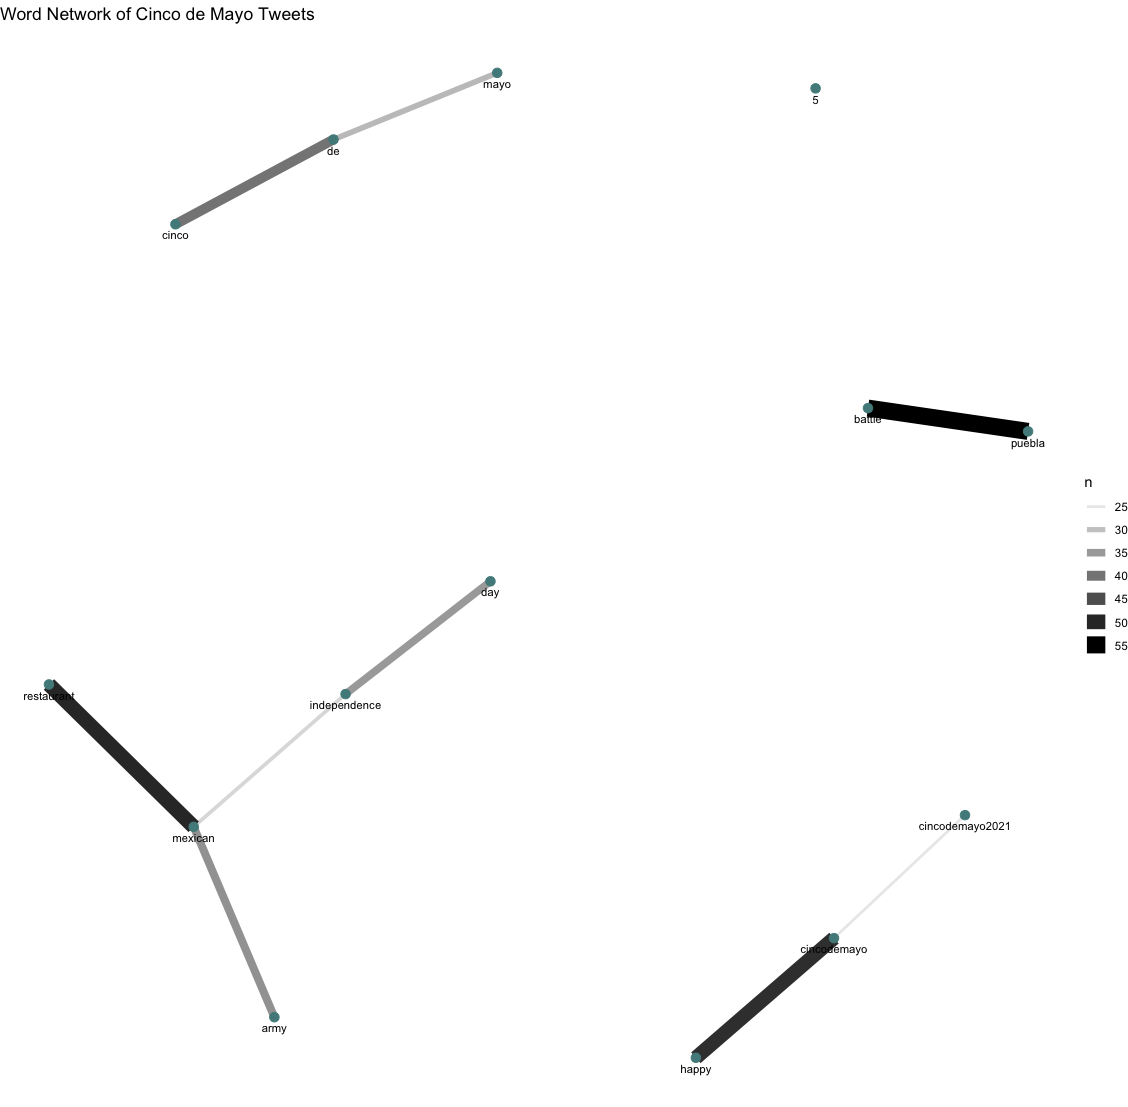 Word Network of Cinco de Mayo Tweets
mayo
5
de
cinco
battle
puebla
n
25
30
35
40
45
50
55
day
restaurant
independence
mexican
cincodemayo2021
cincodemayo
army
happy